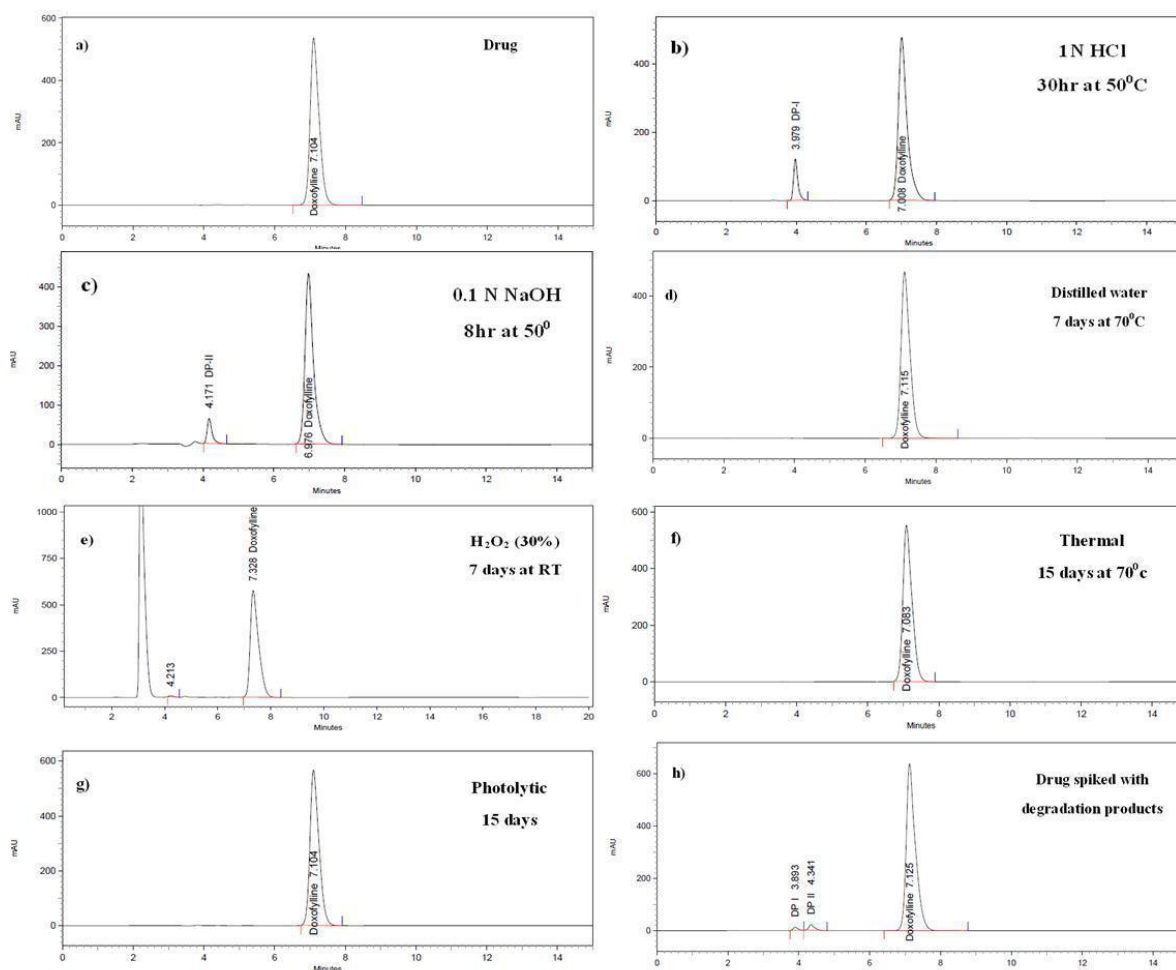 a)
Drug
600
400
200
0
mAU
Doxofylline 7.104
0 2 4 6 8 10 12 14
Minutes
b)
1N HCl
30hr at 50⁰C
400
200
0
mAU
3.979 DP-I
7.008 Doxofylline
0 2 4 6 8 10 12 14
Minutes
c)
0.1 N NaOH
8hr at 50⁰
400
300
200
100
0
mAU
4.171 DP-II
6.976 Doxofylline
0 2 4 6 8 10 12 14
Minutes
d)
Distilled water
7 days at 70⁰C
400
200
0
mAU
Doxofylline 7.115
0 2 4 6 8 10 12 14
Minutes
e)
H₂O₂ (30%)
7 days at RT
1000
750
500
250
0
mAU
4.213
7.328 Doxofylline
2 4 6 8 10 12 14 16 18 20
Minutes
f)
Thermal
15 days at 70⁰c
600
400
200
0
mAU
Doxofylline 7.083
0 2 4 6 8 10 12 14
Minutes
g)
Photolytic
15 days
600
400
200
0
mAU
Doxofylline 7.104
0 2 4 6 8 10 12 14
Minutes
h)
Drug spiked with
degradation products
600
400
200
0
mAU
DP I 3.893
DP II 4.341
Doxofylline 7.125
0 2 4 6 8 10 12 14
Minutes